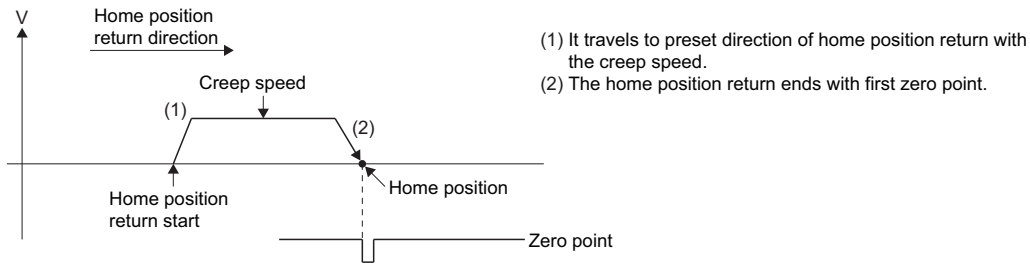 V
Home position
return direction
(1) It travels to preset direction of home position return with
the creep speed.
(2) The home position return ends with first zero point.
Creep speed
(1)
(2)
Home position
Home position
return start
Zero point